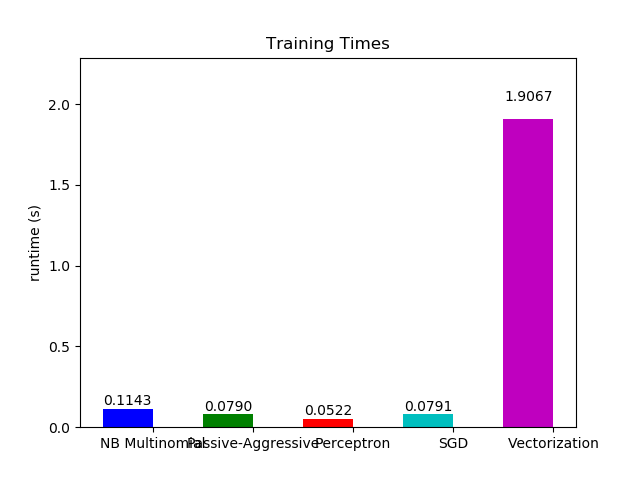 Training Times
runtime (s)
2.0
1.5
1.0
0.5
0.0
0.1143
0.0790
0.0522
0.0791
1.9067
NB Multinomial
Passive-Aggressive
Perceptron
SGD
Vectorization